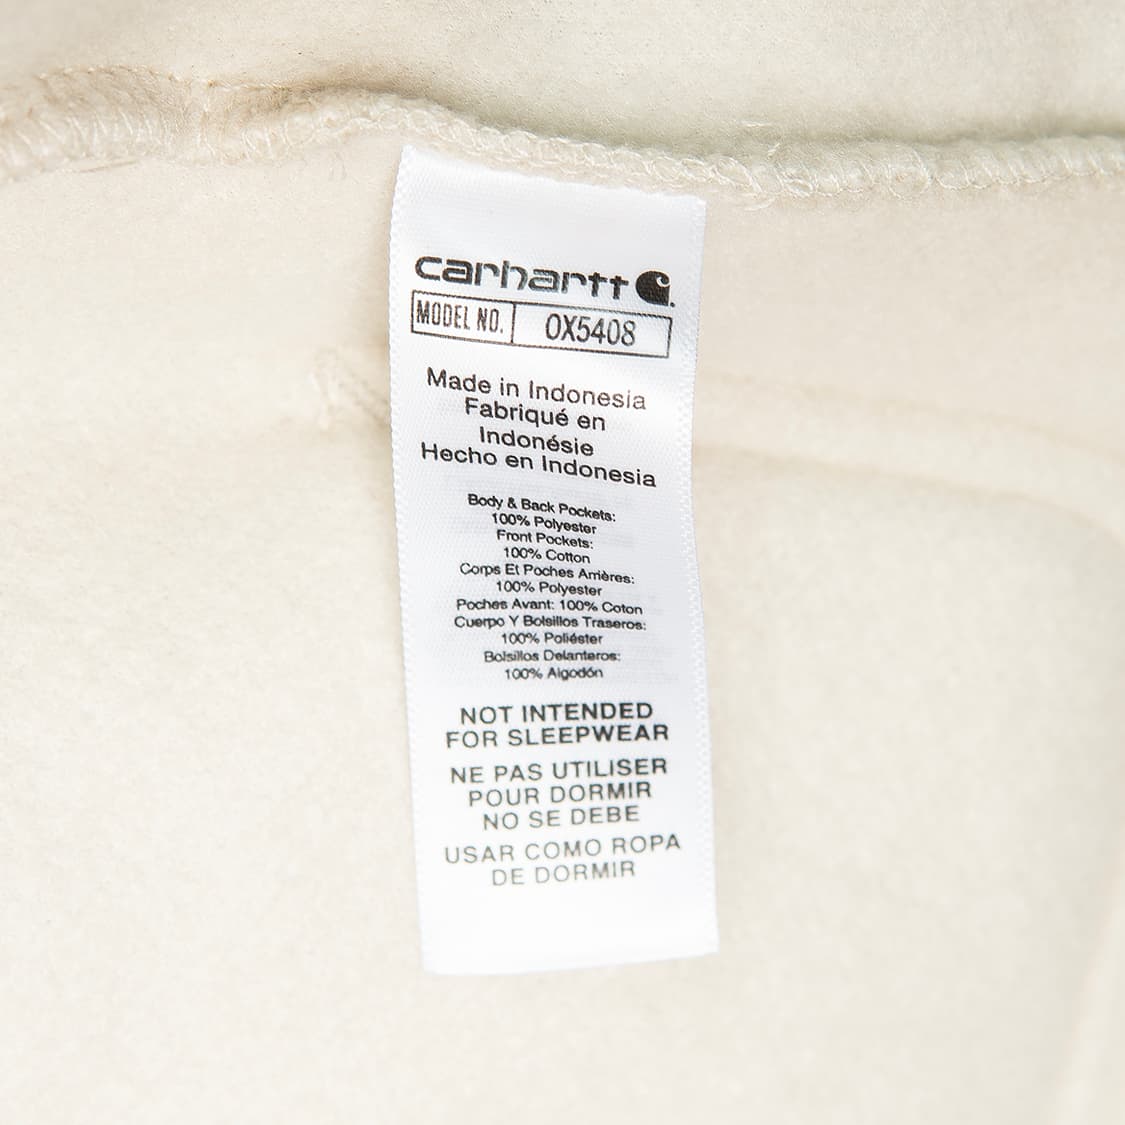 carhartt
MODEL NO. OX5408
Made in Indonesia
Fabriqué en
Indonésie
Hecho en Indonesia
Body & Back Pockets:
100% Polyester
Front Pockets:
100% Cotton
Corps Et Poches Arrières:
100% Polyester
Poches Avant: 100% Coton
Cuerpo Y Bolsillos Traseros:
100% Poliéster
Bolsillos Delanteros:
100% Algodón
NOT INTENDED
FOR SLEEPWEAR
NE PAS UTILISER
POUR DORMIR
NO SE DEBE
USAR COMO ROPA
DE DORMIR